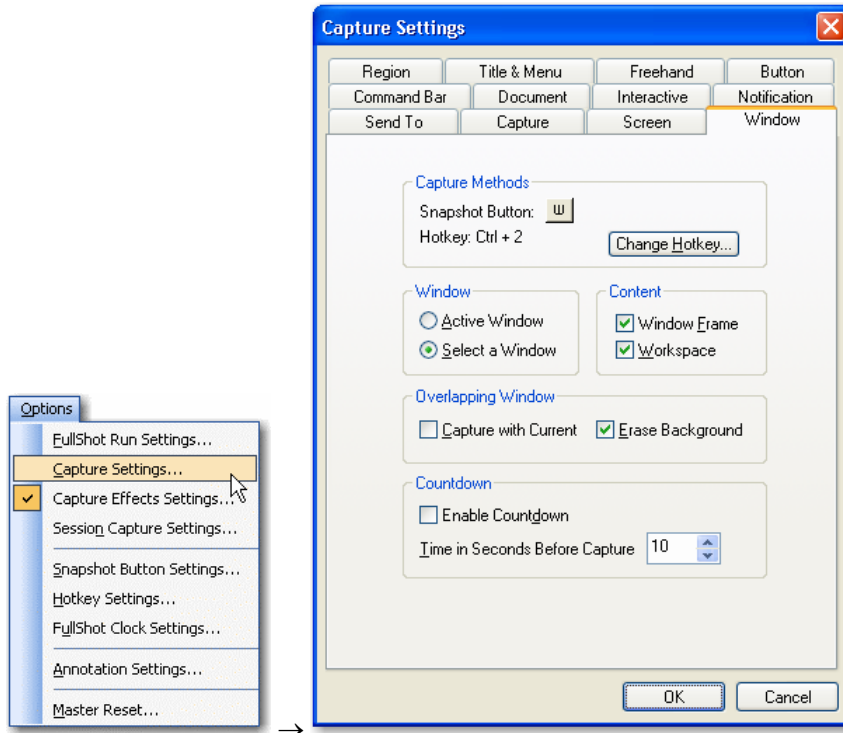 Options
FullShot Run Settings...
Capture Settings...
Capture Effects Settings...
Session Capture Settings...
Snapshot Button Settings...
Hotkey Settings...
FullShot Clock Settings...
Annotation Settings...
Master Reset...
→
Capture Settings
Region Title & Menu Freehand Button
Command Bar Document Interactive Notification
Send To Capture Screen Window
Capture Methods
Snapshot Button: W
Hotkey: Ctrl + 2 Change Hotkey...
Window Content
Active Window Window Frame
Select a Window Workspace
Overlapping Window
Capture with Current Erase Background
Countdown
Enable Countdown
Time in Seconds Before Capture 10
OK Cancel